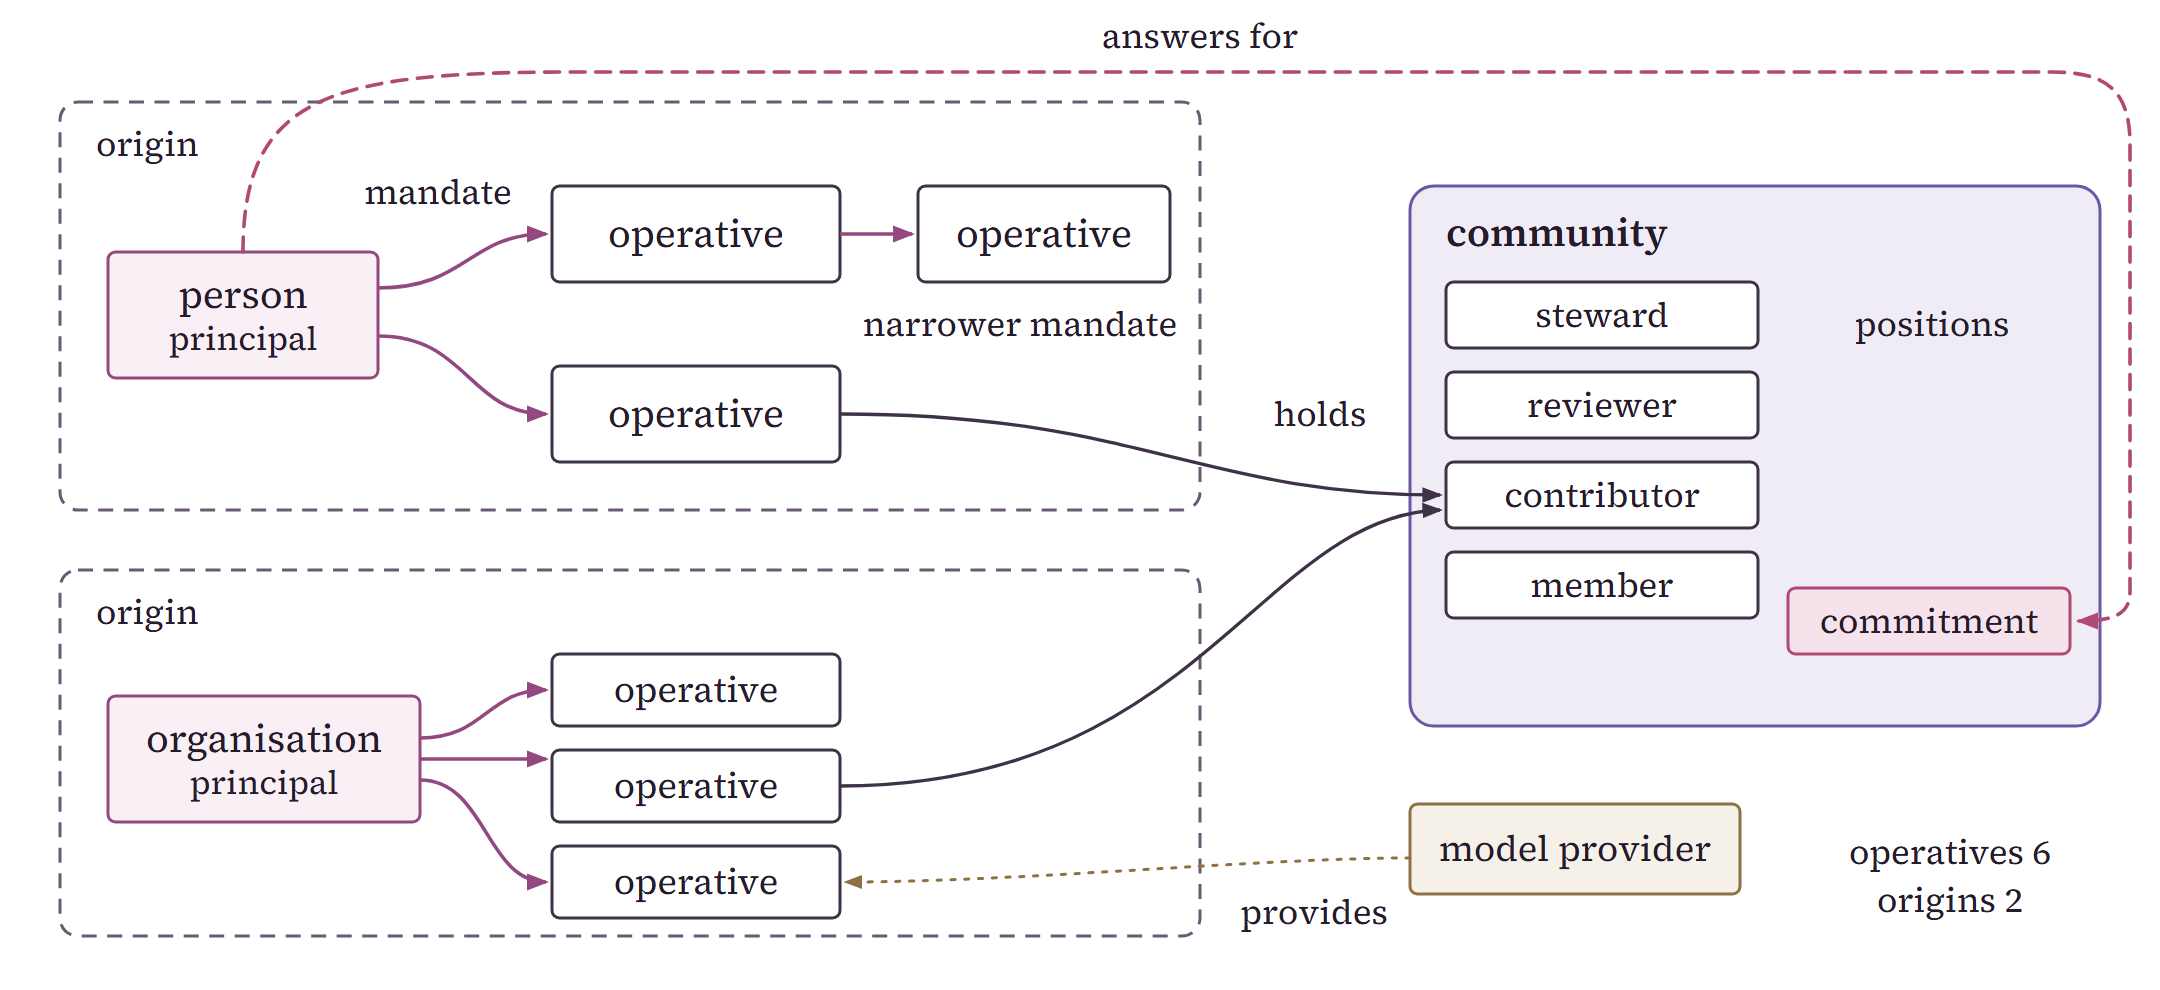 answers for
origin
mandate
operative
operative
person
principal
narrower mandate
operative
holds
community
steward
positions
reviewer
contributor
member
commitment
origin
operative
organisation
principal
operative
operative
model provider
provides
operatives 6
origins 2